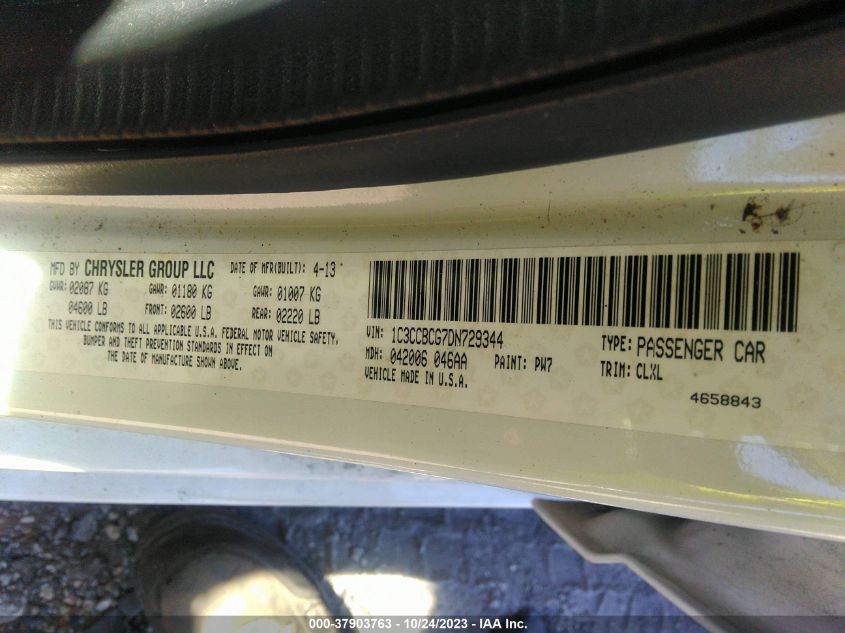 MFD BY CHRYSLER GROUP LLC DATE OF MFR(BUILT): 4-13
GVWR: 02087 KG GAWR: 01180 KG GAWR: 01007 KG
04600 LB FRONT: 02600 LB REAR: 02220 LB
THIS VEHICLE CONFORMS TO ALL APPLICABLE U.S.A. FEDERAL MOTOR VEHICLE SAFETY,
BUMPER AND THEFT PREVENTION STANDARDS IN EFFECT ON
THE DATE OF MANUFACTURE SHOWN ABOVE.
VIN: 1C3CCBCG7DN729344 TYPE: PASSENGER CAR
MDH: 042006 046AA PAINT: PW7 TRIM: CLXL
VEHICLE MADE IN U.S.A.
4658843
000-37903763 - 10/24/2023 - IAA Inc.